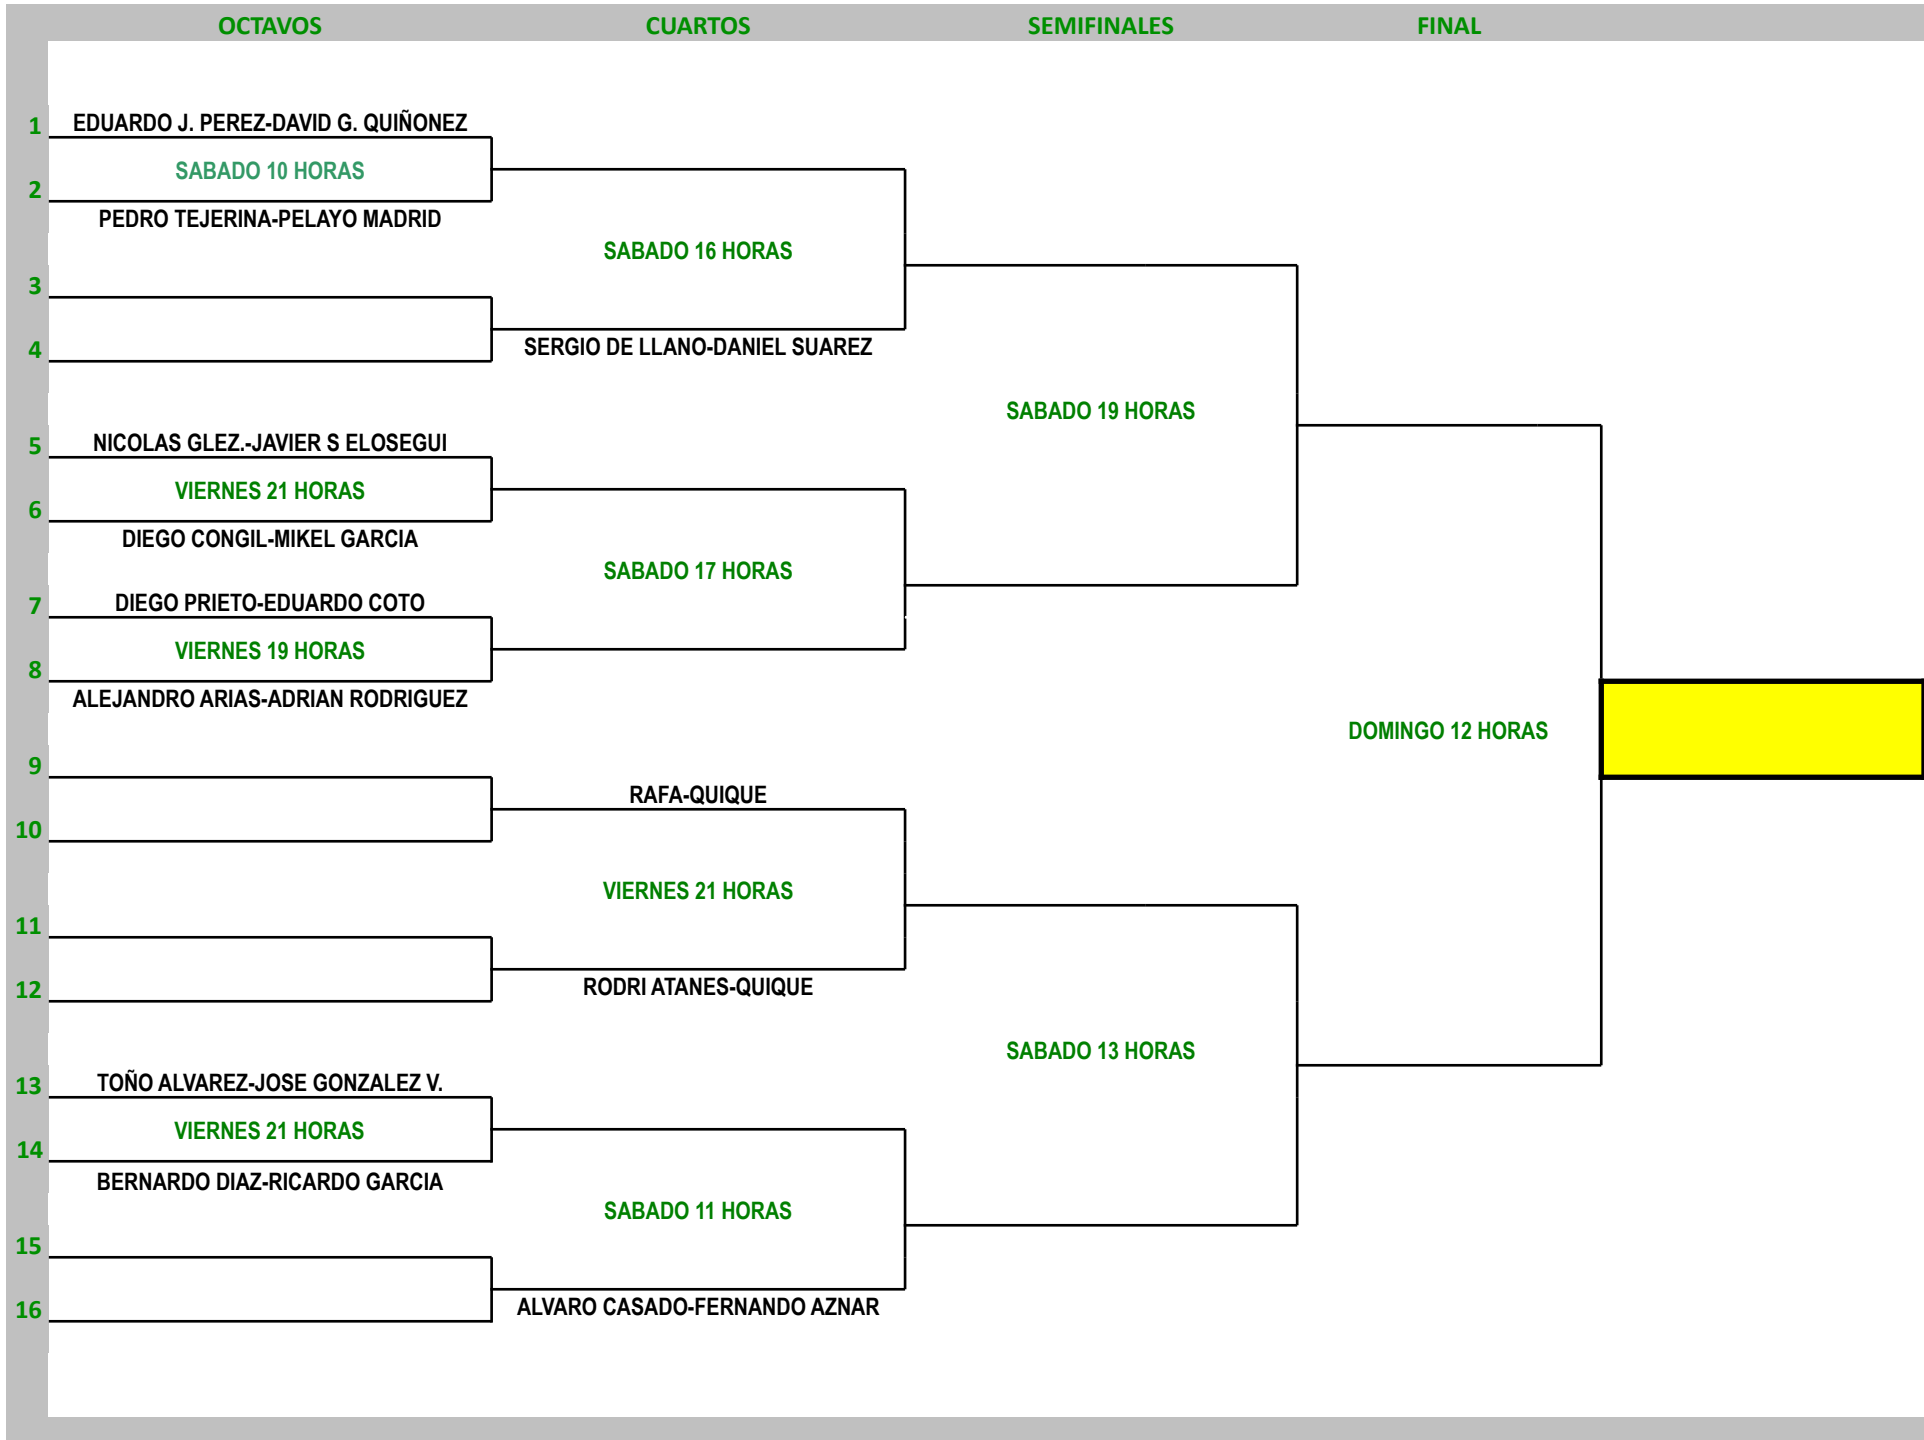 OCTAVOS CUARTOS SEMIFINALES FINAL
1 EDUARDO J. PEREZ-DAVID G. QUIÑONEZ
SABADO 10 HORAS
2
PEDRO TEJERINA-PELAYO MADRID
SABADO 16 HORAS
3
4
SERGIO DE LLANO-DANIEL SUAREZ
SABADO 19 HORAS
5 NICOLAS GLEZ.-JAVIER S ELOSEGUI
VIERNES 21 HORAS
6
DIEGO CONGIL-MIKEL GARCIA
SABADO 17 HORAS
7 DIEGO PRIETO-EDUARDO COTO
VIERNES 19 HORAS
8
ALEJANDRO ARIAS-ADRIAN RODRIGUEZ
DOMINGO 12 HORAS
9
RAFA-QUIQUE
10
VIERNES 21 HORAS
11
12
RODRI ATANES-QUIQUE
SABADO 13 HORAS
13 TOÑO ALVAREZ-JOSE GONZALEZ V.
VIERNES 21 HORAS
14
BERNARDO DIAZ-RICARDO GARCIA
SABADO 11 HORAS
15
16
ALVARO CASADO-FERNANDO AZNAR